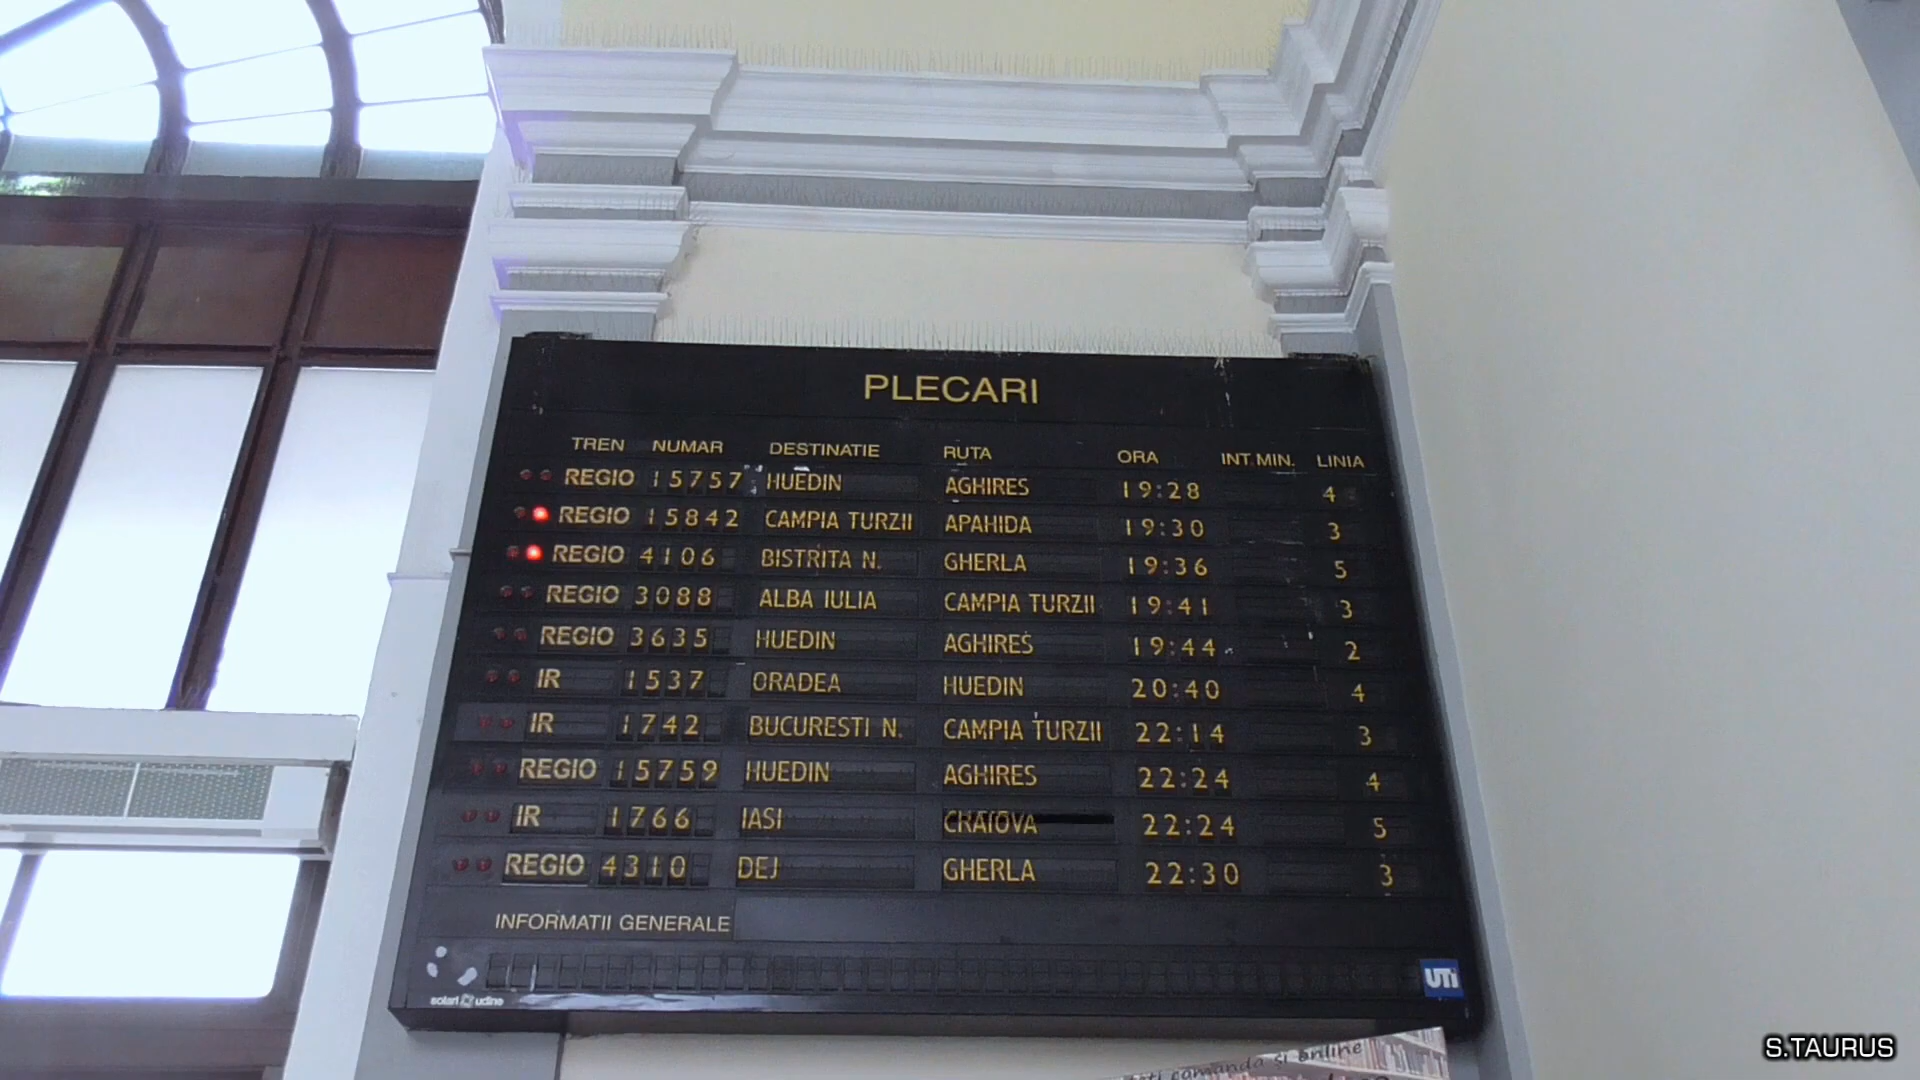 PLECARI
TREN NUMAR DESTINATIE RUTA ORA INT.MIN. LINIA
REGIO 15757 HUEDIN AGHIRES 19:28 4
REGIO 15842 CAMPIA TURZII APAHIDA 19:30 3
REGIO 4106 BISTRITA N. GHERLA 19:36 5
REGIO 3088 ALBA IULIA CAMPIA TURZII 19:41 3
REGIO 3635 HUEDIN AGHIRES 19:44 2
IR 1537 ORADEA HUEDIN 20:40 4
IR 1742 BUCURESTI N. CAMPIA TURZII 22:14 3
REGIO 15759 HUEDIN AGHIRES 22:24 4
IR 1766 IASI CRAIOVA 22:24 5
REGIO 4310 DEJ GHERLA 22:30 3
INFORMATII GENERALE
solari udine
UTi
comanda si online
S.TAURUS